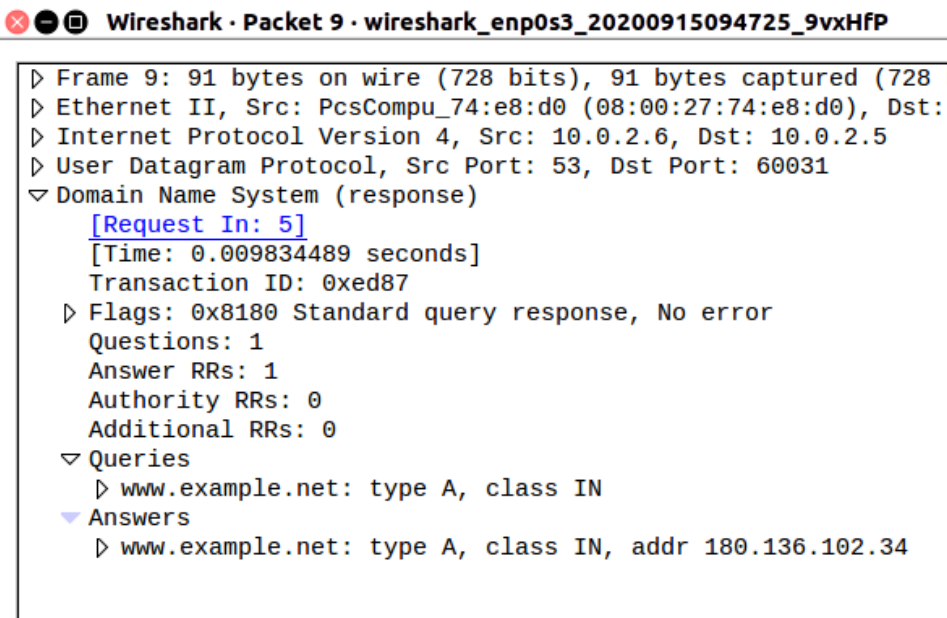 Wireshark · Packet 9 · wireshark_enp0s3_20200915094725_9vxHfP
Frame 9: 91 bytes on wire (728 bits), 91 bytes captured (728
Ethernet II, Src: PcsCompu_74:e8:d0 (08:00:27:74:e8:d0), Dst:
Internet Protocol Version 4, Src: 10.0.2.6, Dst: 10.0.2.5
User Datagram Protocol, Src Port: 53, Dst Port: 60031
Domain Name System (response)
[Request In: 5]
[Time: 0.009834489 seconds]
Transaction ID: 0xed87
Flags: 0x8180 Standard query response, No error
Questions: 1
Answer RRs: 1
Authority RRs: 0
Additional RRs: 0
Queries
www.example.net: type A, class IN
Answers
www.example.net: type A, class IN, addr 180.136.102.34